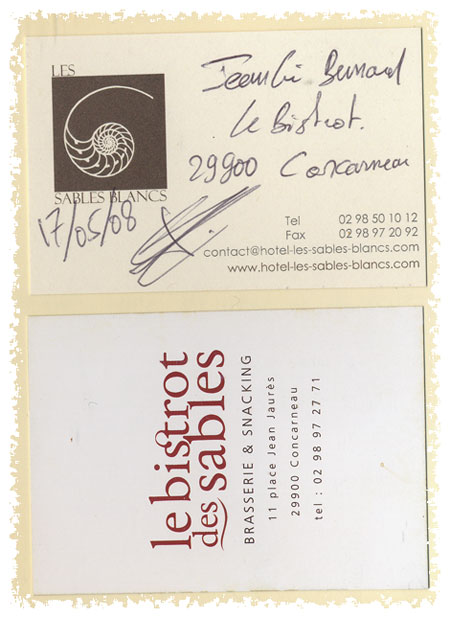 LES
SABLES BLANCS
Bernard
le Bistrot.
29900 Concarneau
17/05/08
Tel 02 98 50 10 12
Fax 02 98 97 20 92
contact@hotel-les-sables-blancs.com
www.hotel-les-sables-blancs.com
le bistrot
des sables
BRASSERIE & SNACKING
11 place Jean Jaurès
29900 Concarneau
tel : 02 98 97 27 71